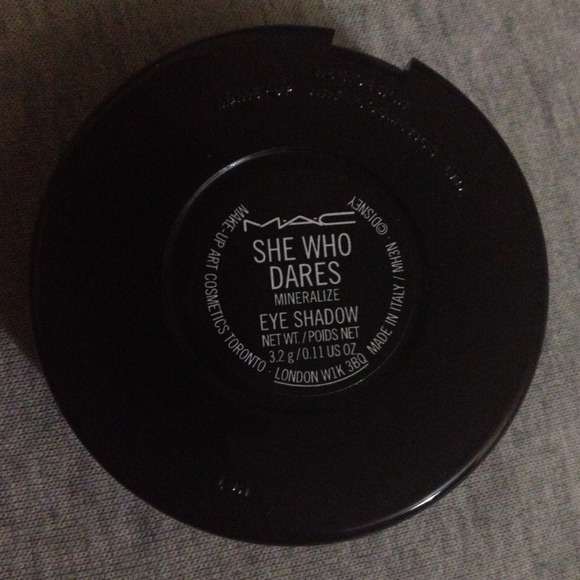 M·A·C
SHE WHO
DARES
MINERALIZE
EYE SHADOW
NET WT./POIDS NET
3.2 g/0.11 US OZ
MAKE-UP ART COSMETICS TORONTO · LONDON W1K 3BQ MADE IN ITALY / MH3N · ©DISNEY